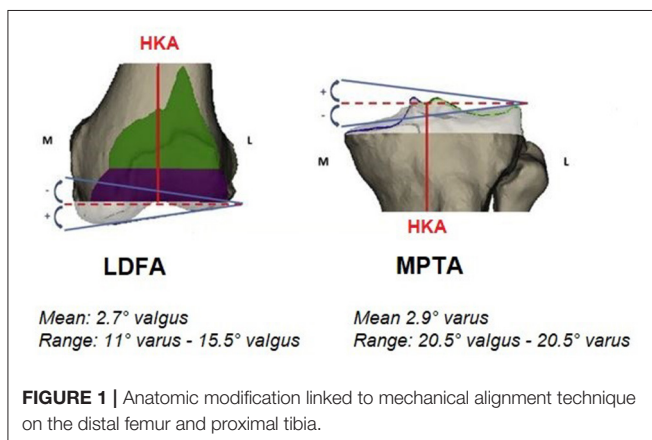 HKA
+
-
M
L
-
+
M
L
HKA
LDFA
MPTA
Mean: 2.7° valgus
Range: 11° varus - 15.5° valgus
Mean 2.9° varus
Range: 20.5° valgus - 20.5° varus
FIGURE 1 | Anatomic modification linked to mechanical alignment technique
on the distal femur and proximal tibia.